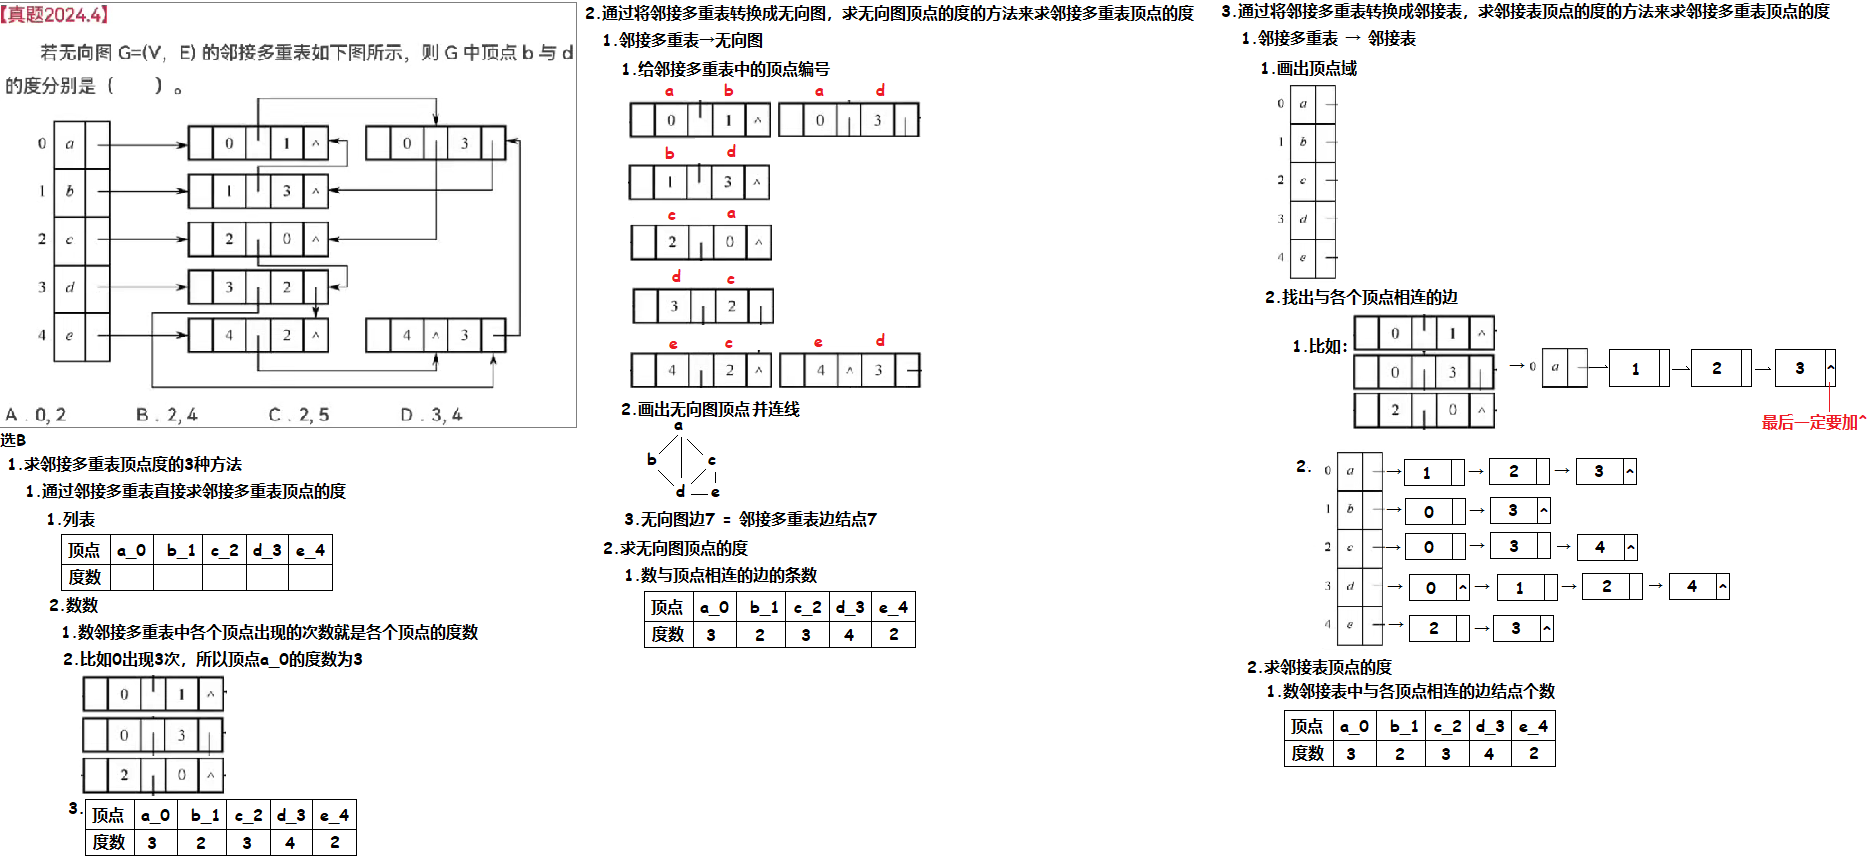 【真题2024.4】
若无向图 G=(V, E) 的邻接多重表如下图所示，则 G 中顶点 b 与 d
的度分别是（ ）。
0 a 0 1 ^ 0 3
1 b 1 3 ^
2 c 2 0 ^
3 d 3 2
4 e 4 2 ^ 4 ^ 3
A . 0, 2 B . 2, 4 C . 2, 5 D . 3, 4
选B
1.求邻接多重表顶点度的3种方法
1.通过邻接多重表直接求邻接多重表顶点的度
1.列表
顶点 a_0 b_1 c_2 d_3 e_4
度数
2.数数
1.数邻接多重表中各个顶点出现的次数就是各个顶点的度数
2.比如0出现3次，所以顶点a_0的度数为3
0 1 ^
0 3
2 0 ^
3.
顶点 a_0 b_1 c_2 d_3 e_4
度数 3 2 3 4 2
2.通过将邻接多重表转换成无向图，求无向图顶点的度的方法来求邻接多重表顶点的度
1.邻接多重表→无向图
1.给邻接多重表中的顶点编号
a b a d
0 1 ^ 0 3
b d
1 3 ^
c a
2 0 ^
d c
3 2
e c e d
4 2 ^ 4 ^ 3
2.画出无向图顶点并连线
a
b c
d e
3.无向图边7 = 邻接多重表边结点7
2.求无向图顶点的度
1.数与顶点相连的边的条数
顶点 a_0 b_1 c_2 d_3 e_4
度数 3 2 3 4 2
3.通过将邻接多重表转换成邻接表，求邻接表顶点的度的方法来求邻接多重表顶点的度
1.邻接多重表 → 邻接表
1.画出顶点域
0 a
1 b
2 c
3 d
4 e
2.找出与各个顶点相连的边
1.比如：
0 1 ^
0 3
2 0 ^
→ 0 a → 1 → 2 → 3 ^
最后一定要加^
2.
0 a → 1 → 2 → 3 ^
1 b → 0 → 3 ^
2 c → 0 → 3 → 4 ^
3 d → 0 ^ → 1 → 2 → 4 ^
4 e → 2 → 3 ^
2.求邻接表顶点的度
1.数邻接表中与各顶点相连的边结点个数
顶点 a_0 b_1 c_2 d_3 e_4
度数 3 2 3 4 2